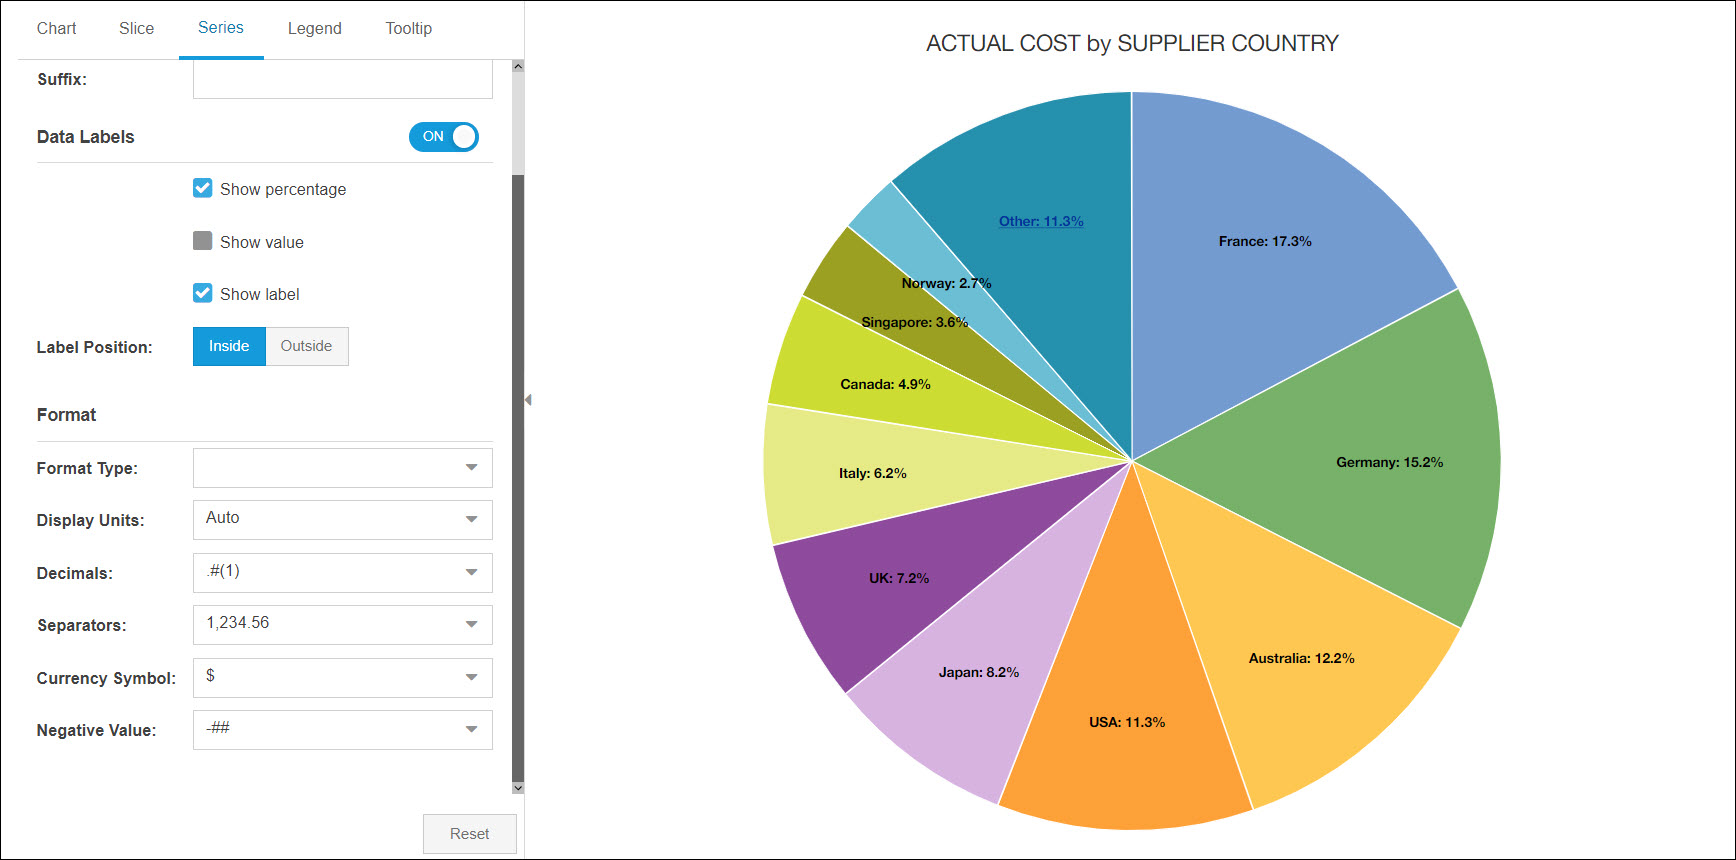 Chart Slice Series Legend Tooltip
Suffix:
Data Labels ON
Show percentage
Show value
Show label
Label Position: Inside Outside
Format
Format Type:
Display Units: Auto
Decimals: .#(1)
Separators: 1,234.56
Currency Symbol: $
Negative Value: -##
Reset
ACTUAL COST by SUPPLIER COUNTRY
Other: 11.3%
France: 17.3%
Norway: 2.7%
Singapore: 3.6%
Canada: 4.9%
Germany: 15.2%
Italy: 6.2%
UK: 7.2%
Australia: 12.2%
Japan: 8.2%
USA: 11.3%